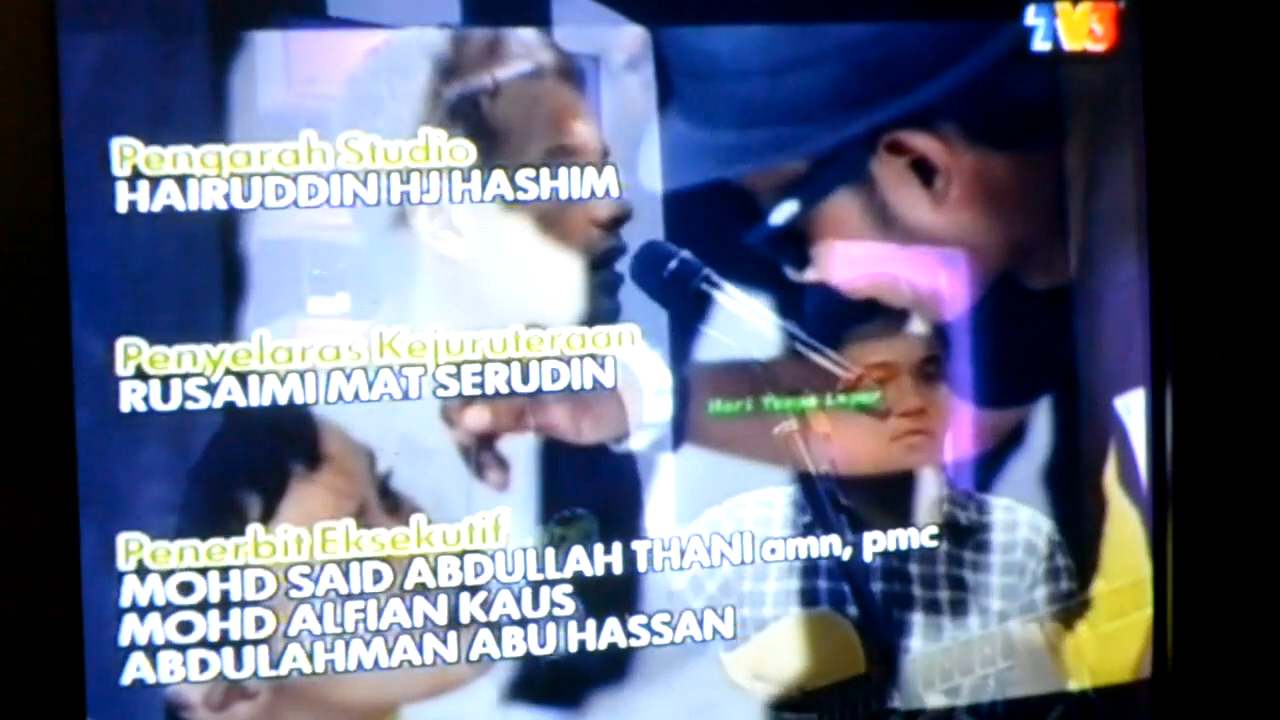 TV3
Pengarah Studio
HAIRUDDIN HJ HASHIM
Penyelaras Kejuruteraan
RUSAIMI MAT SERUDIN
Penerbit Eksekutif
MOHD SAID ABDULLAH THANI amn, pmc
MOHD ALFIAN KAUS
ABDULAHMAN ABU HASSAN